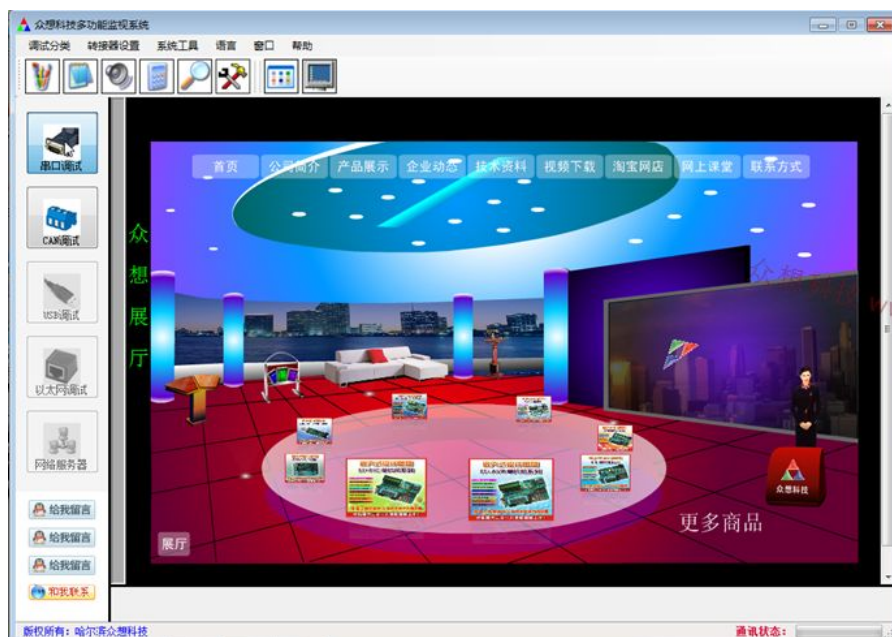 众想科技多功能监视系统
调试分类 转接器设置 系统工具 语言 窗口 帮助
串口调试
CAN调试
USB调试
以太网调试
网络服务器
给我留言
给我留言
给我留言
和我联系
首页 公司简介 产品展示 企业动态 技术资料 视频下载 淘宝网店 网上课堂 联系方式
众
想
展
厅
众想
众想科技
更多商品
展厅
版权所有：哈尔滨众想科技
通讯状态：